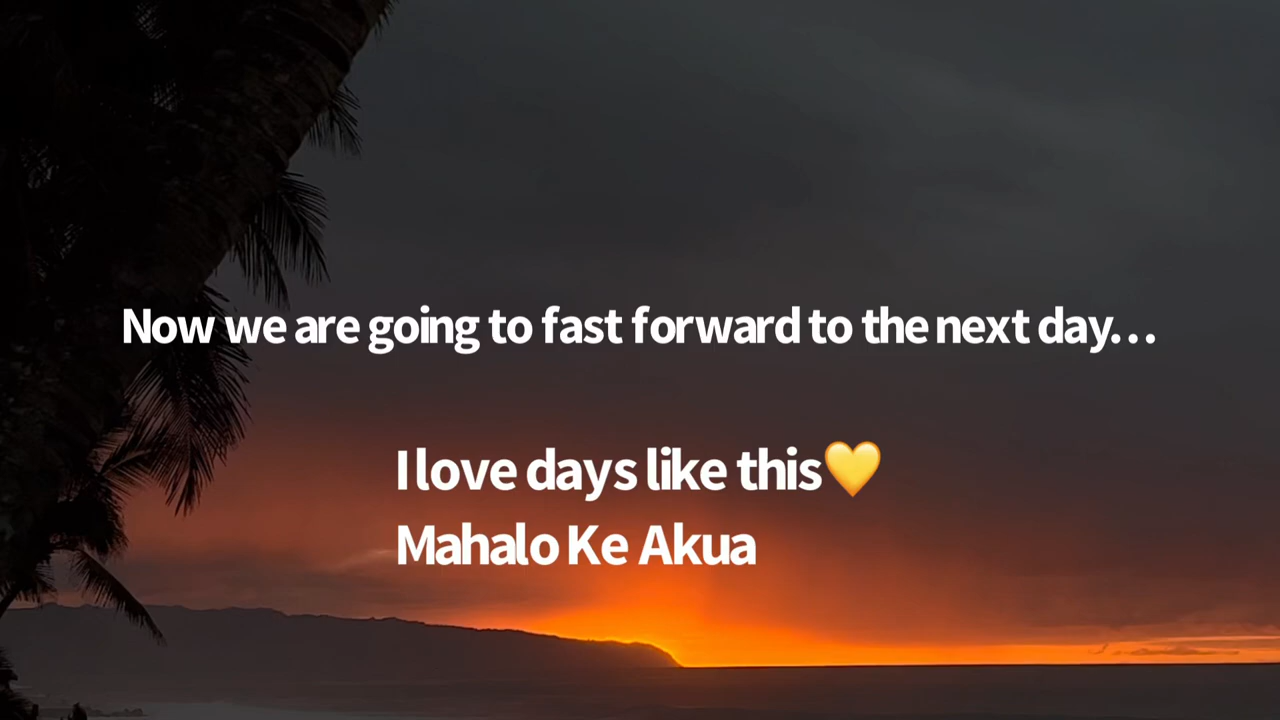 Now we are going to fast forward to the next day...
I love days like this💛
Mahalo Ke Akua